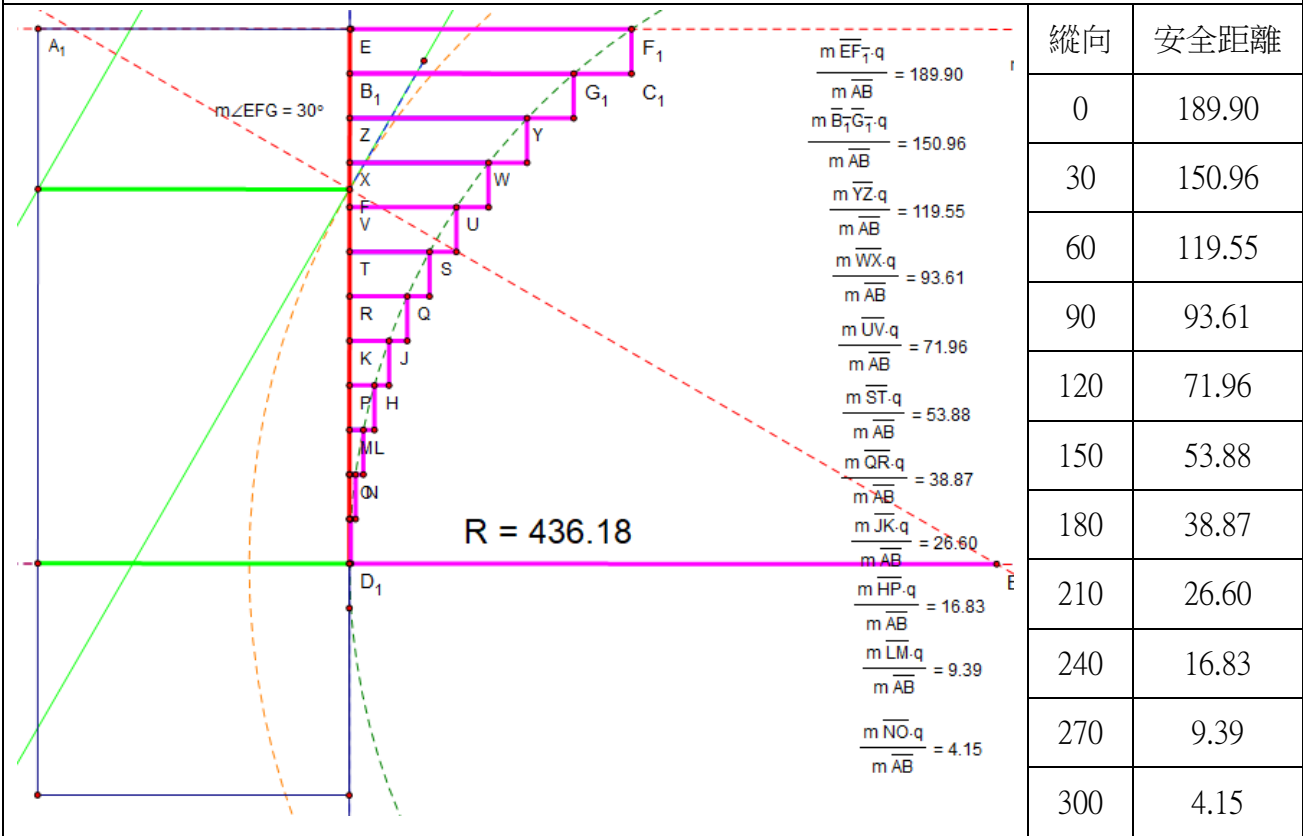 A₁
E
F₁
B₁
G₁
C₁
m∠EFG = 30°
Z
Y
X
W
F
V
U
T
S
R
Q
K
J
P
H
M
L
O
N
R = 436.18
D₁
m EF₁·q / m AB = 189.90
m B₁G₁·q / m AB = 150.96
m YZ·q / m AB = 119.55
m WX·q / m AB = 93.61
m UV·q / m AB = 71.96
m ST·q / m AB = 53.88
m QR·q / m AB = 38.87
m JK·q / m AB = 26.60
m HP·q / m AB = 16.83
m LM·q / m AB = 9.39
m NO·q / m AB = 4.15
縱向 安全距離
0 189.90
30 150.96
60 119.55
90 93.61
120 71.96
150 53.88
180 38.87
210 26.60
240 16.83
270 9.39
300 4.15